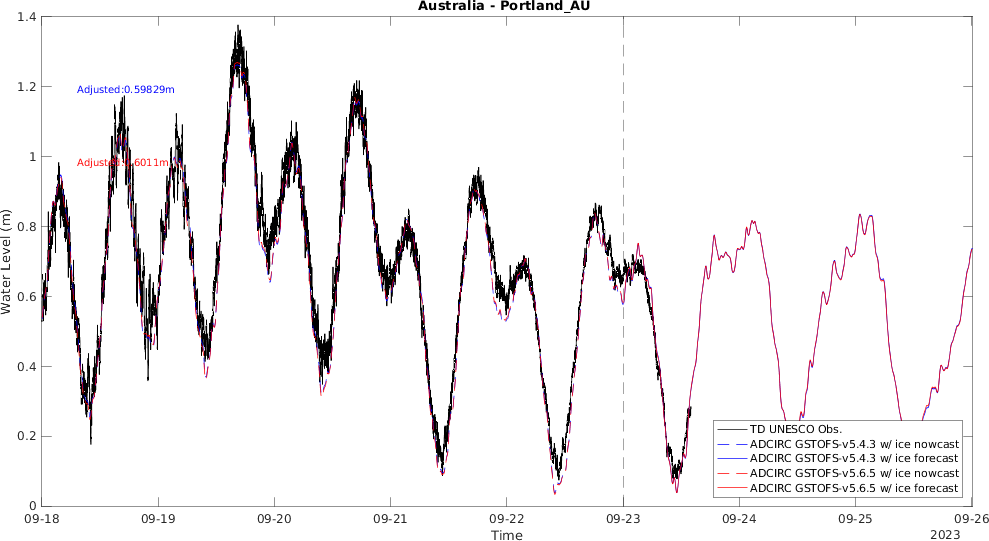 Australia - Portland_AU
1.4
1.2
1
0.8
0.6
0.4
0.2
0
Water Level (m)
Adjusted:0.59829m
Adjusted:0.6011m
TD UNESCO Obs.
ADCIRC GSTOFS-v5.4.3 w/ ice nowcast
ADCIRC GSTOFS-v5.4.3 w/ ice forecast
ADCIRC GSTOFS-v5.6.5 w/ ice nowcast
ADCIRC GSTOFS-v5.6.5 w/ ice forecast
09-18 09-19 09-20 09-21 09-22 09-23 09-24 09-25 09-26
Time
2023